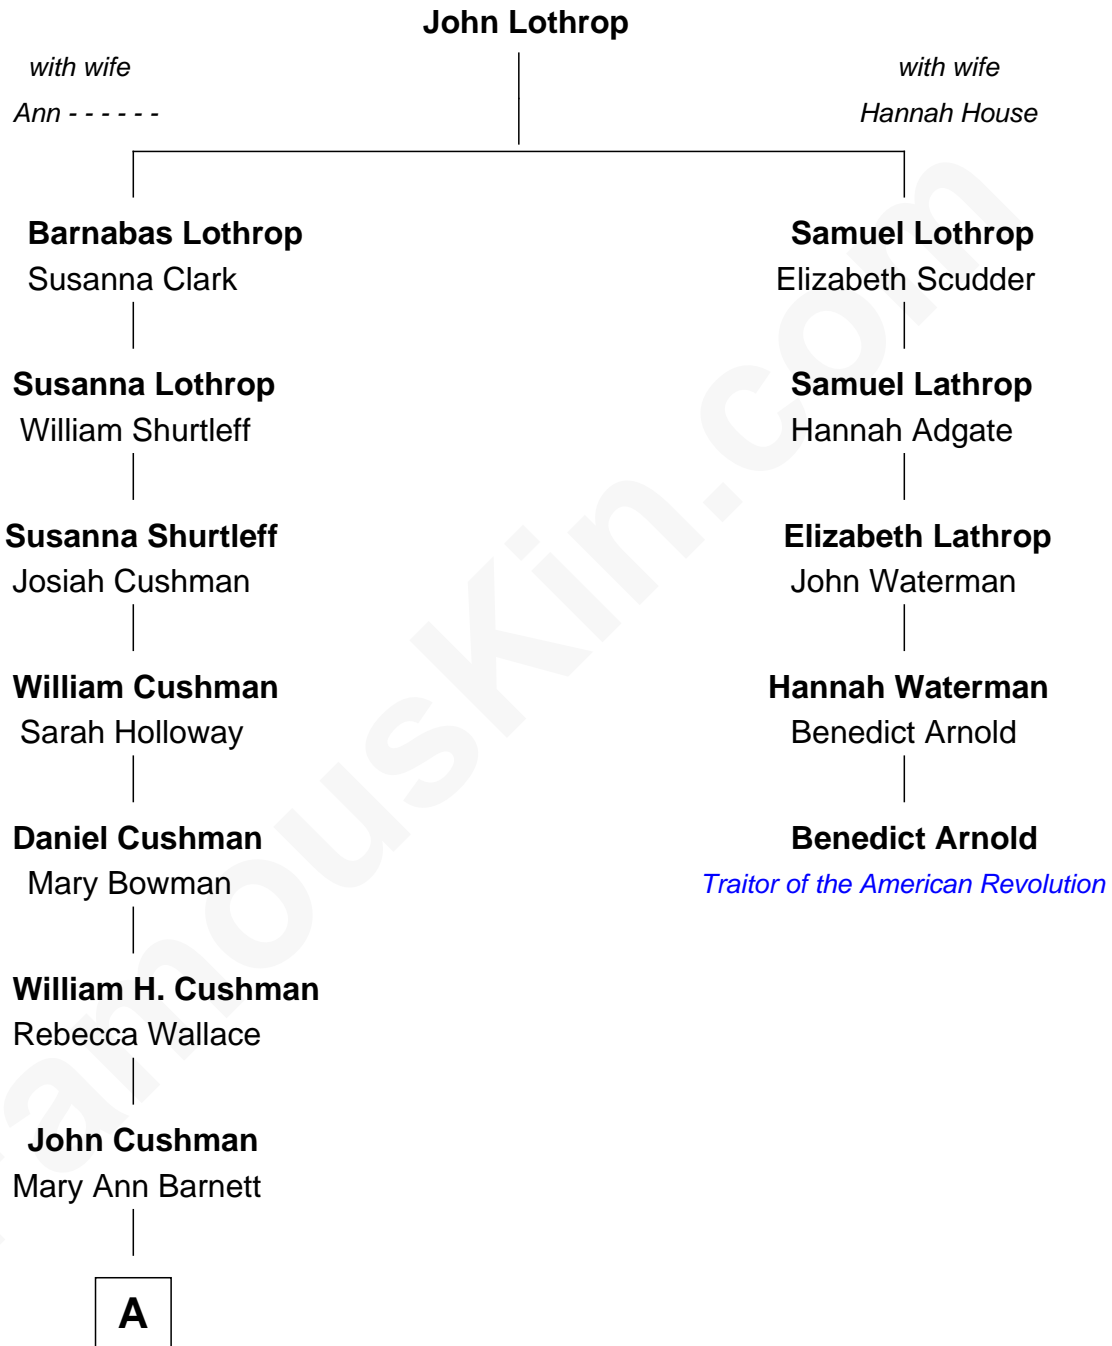 John Lothrop
with wife
Ann - - - - - -
with wife
Hannah House
Barnabas Lothrop
Susanna Clark
Samuel Lothrop
Elizabeth Scudder
Susanna Lothrop
William Shurtleff
Samuel Lathrop
Hannah Adgate
Susanna Shurtleff
Josiah Cushman
Elizabeth Lathrop
John Waterman
William Cushman
Sarah Holloway
Hannah Waterman
Benedict Arnold
Daniel Cushman
Mary Bowman
Benedict Arnold
Traitor of the American Revolution
William H. Cushman
Rebecca Wallace
John Cushman
Mary Ann Barnett
A
FamousKin.com